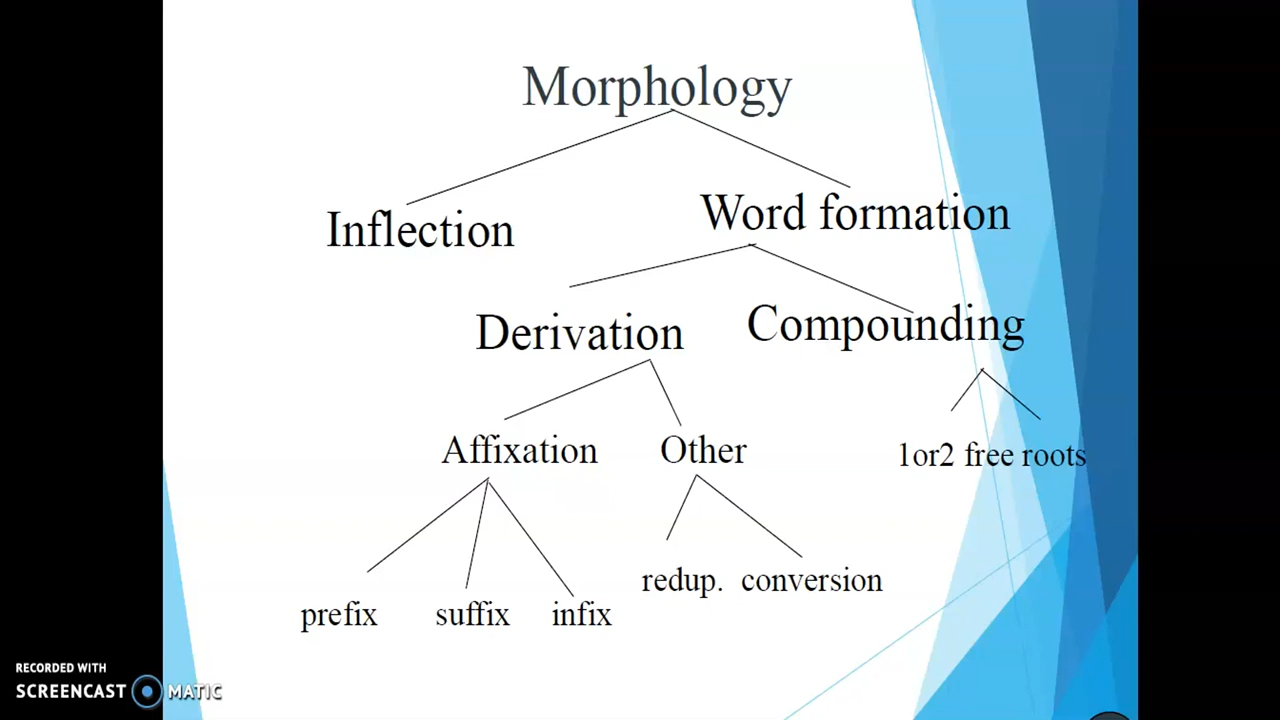 Morphology
Inflection
Word formation
Derivation
Compounding
Affixation
Other
1or2 free roots
redup.
conversion
prefix
suffix
infix
RECORDED WITH
SCREENCAST MATIC